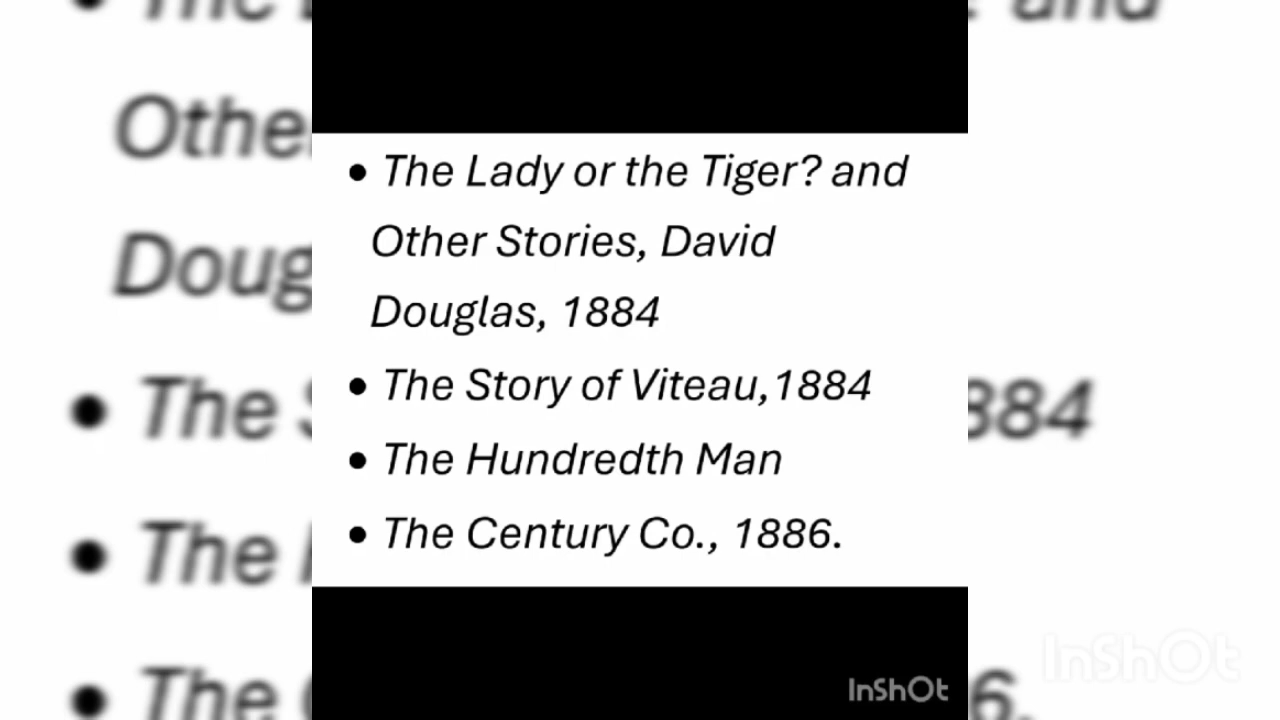 • The Lady or the Tiger? and
Other Stories, David
Douglas, 1884
• The Story of Viteau,1884
• The Hundredth Man
• The Century Co., 1886.
InShOt
InShOt